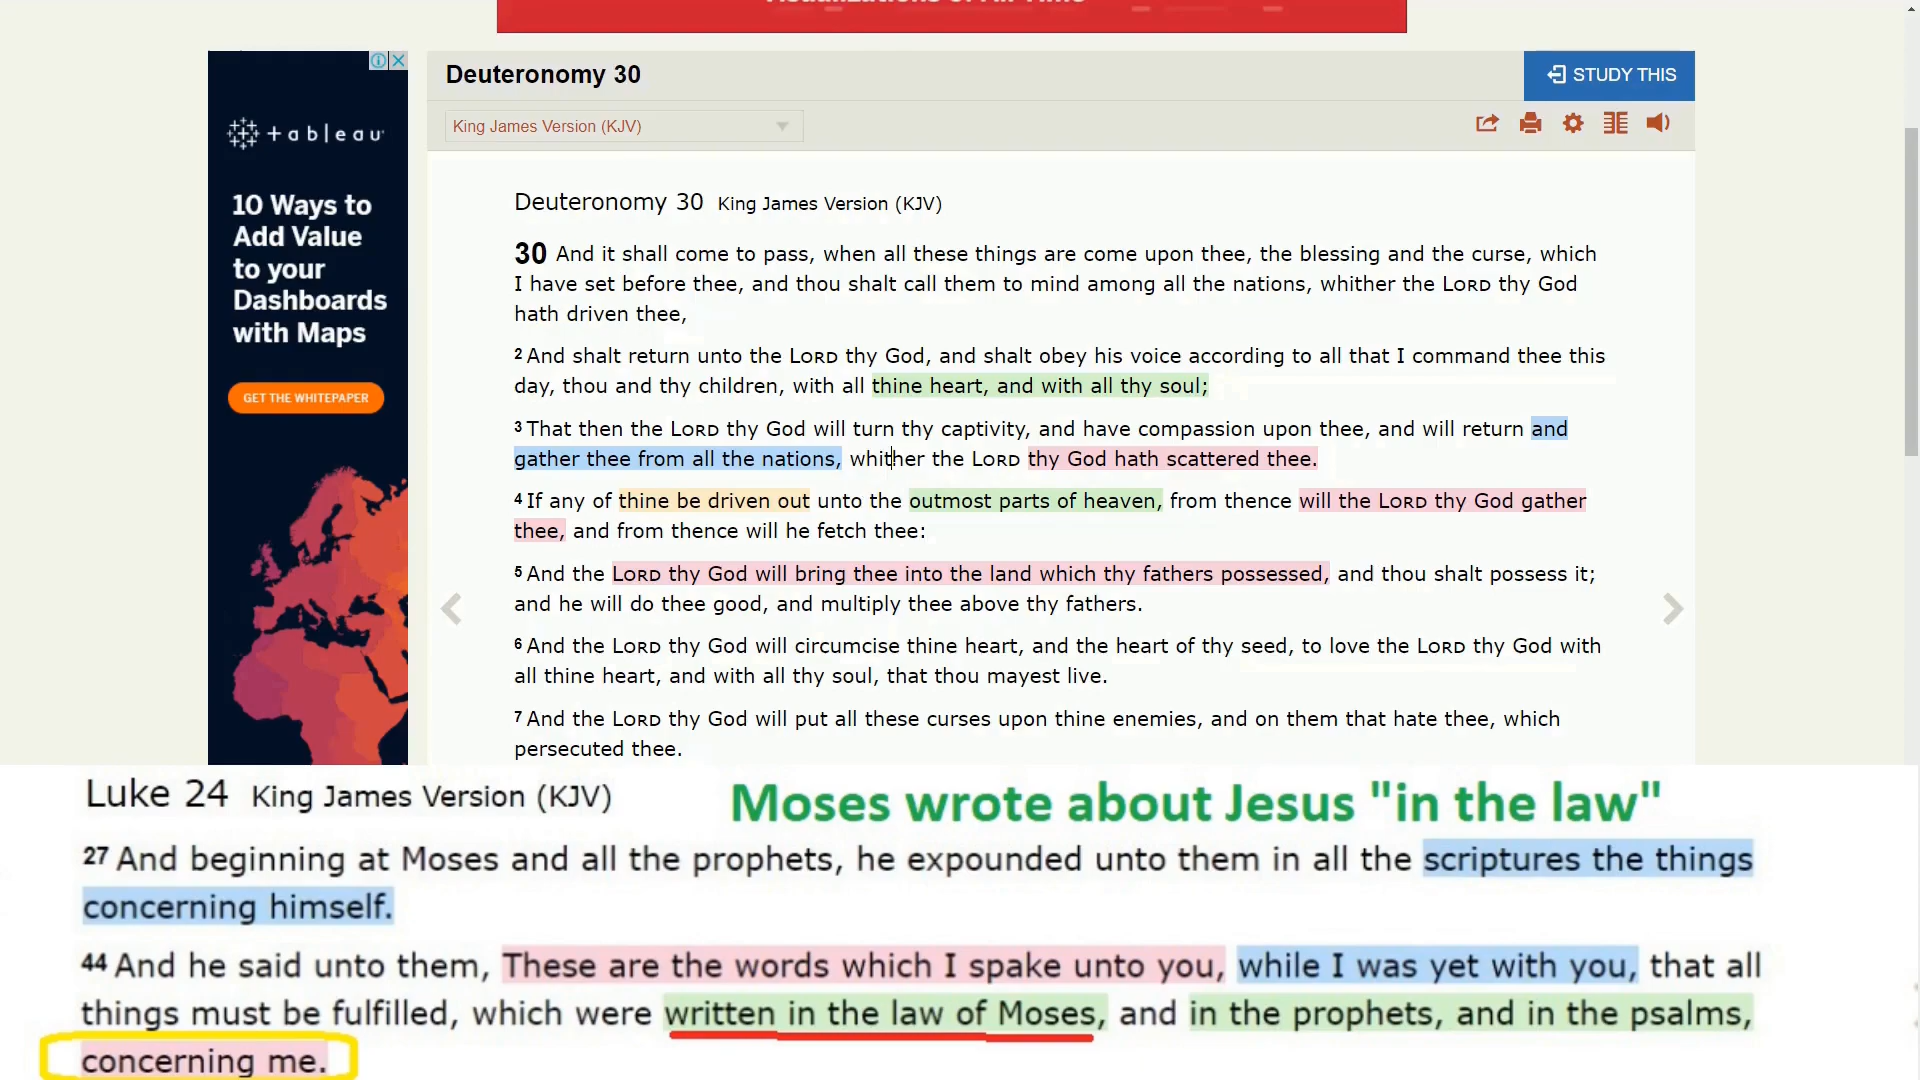 Deuteronomy 30
STUDY THIS
King James Version (KJV)
+ a b l e a u
10 Ways to
Add Value
to your
Dashboards
with Maps
GET THE WHITEPAPER
Deuteronomy 30 King James Version (KJV)
30 And it shall come to pass, when all these things are come upon thee, the blessing and the curse, which
I have set before thee, and thou shalt call them to mind among all the nations, whither the LORD thy God
hath driven thee,
2 And shalt return unto the LORD thy God, and shalt obey his voice according to all that I command thee this
day, thou and thy children, with all thine heart, and with all thy soul;
3 That then the LORD thy God will turn thy captivity, and have compassion upon thee, and will return and
gather thee from all the nations, whither the LORD thy God hath scattered thee.
4 If any of thine be driven out unto the outmost parts of heaven, from thence will the LORD thy God gather
thee, and from thence will he fetch thee:
5 And the LORD thy God will bring thee into the land which thy fathers possessed, and thou shalt possess it;
and he will do thee good, and multiply thee above thy fathers.
6 And the LORD thy God will circumcise thine heart, and the heart of thy seed, to love the LORD thy God with
all thine heart, and with all thy soul, that thou mayest live.
7 And the LORD thy God will put all these curses upon thine enemies, and on them that hate thee, which
persecuted thee.
Luke 24 King James Version (KJV)
Moses wrote about Jesus "in the law"
27 And beginning at Moses and all the prophets, he expounded unto them in all the scriptures the things
concerning himself.
44 And he said unto them, These are the words which I spake unto you, while I was yet with you, that all
things must be fulfilled, which were written in the law of Moses, and in the prophets, and in the psalms,
concerning me.